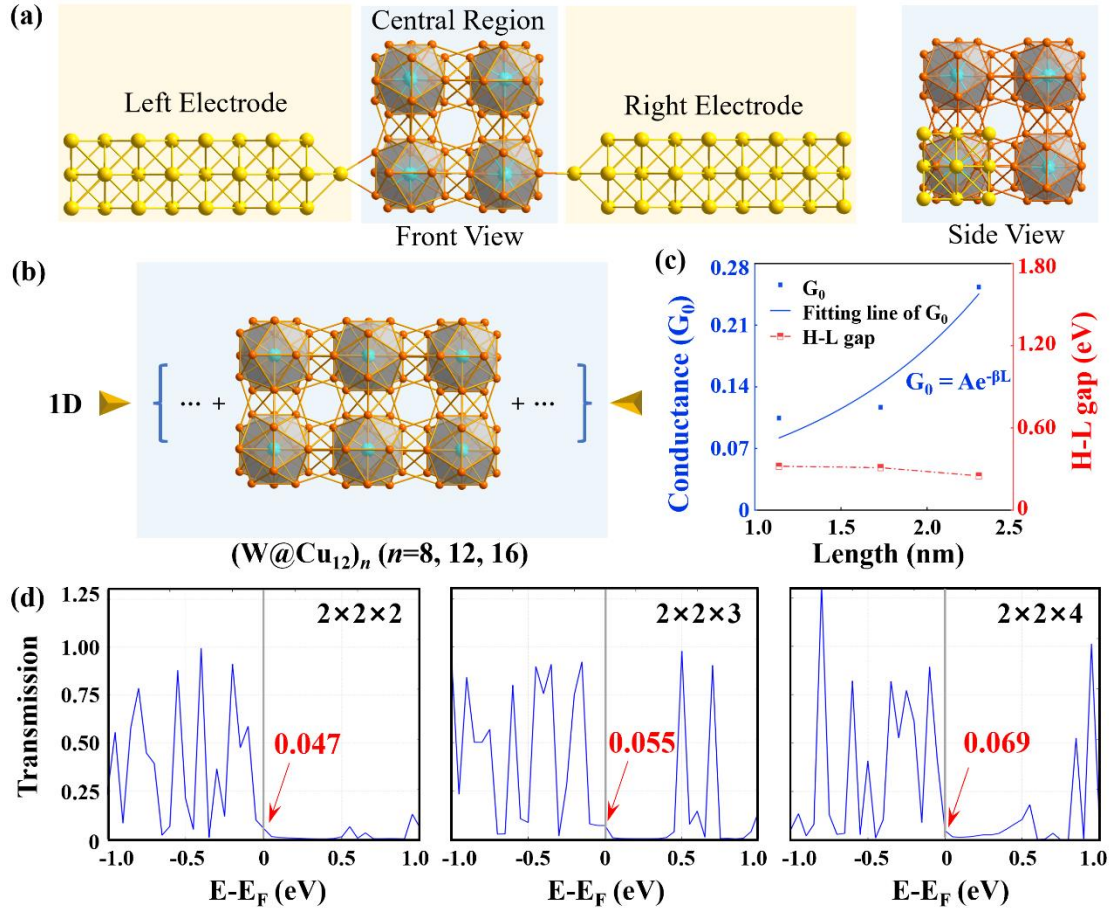 (a)
Central Region
Left Electrode
Right Electrode
Front View
Side View
(b)
1D
··· +
+ ···
(W@Cu₁₂)ₙ (n=8, 12, 16)
(c)
Conductance (G₀)
0.28
0.21
0.14
0.07
0
G₀
Fitting line of G₀
H-L gap
G₀ = Ae⁻ᵝᴸ
1.80
1.20
0.60
0
H-L gap (eV)
1.0 1.5 2.0 2.5
Length (nm)
(d)
Transmission
1.25
1.00
0.75
0.50
0.25
0
2×2×2
0.047
-1.0 -0.5 0 0.5 1.0
E-E_F (eV)
2×2×3
0.055
-1.0 -0.5 0 0.5 1.0
E-E_F (eV)
2×2×4
0.069
-1.0 -0.5 0 0.5 1.0
E-E_F (eV)